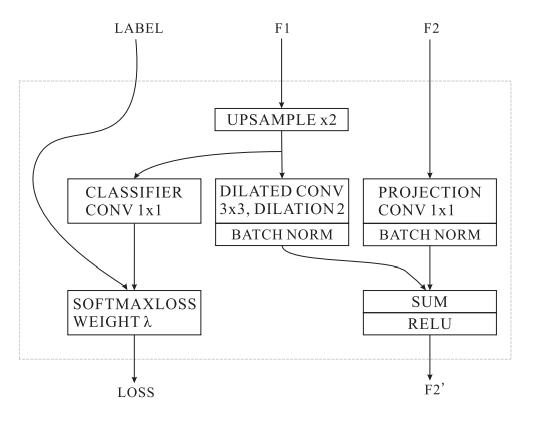 LABEL
F1
F2
UPSAMPLE x2
CLASSIFIER
CONV 1x1
DILATED CONV
3x3, DILATION 2
BATCH NORM
PROJECTION
CONV 1x1
BATCH NORM
SOFTMAXLOSS
WEIGHT λ
SUM
RELU
LOSS
F2'